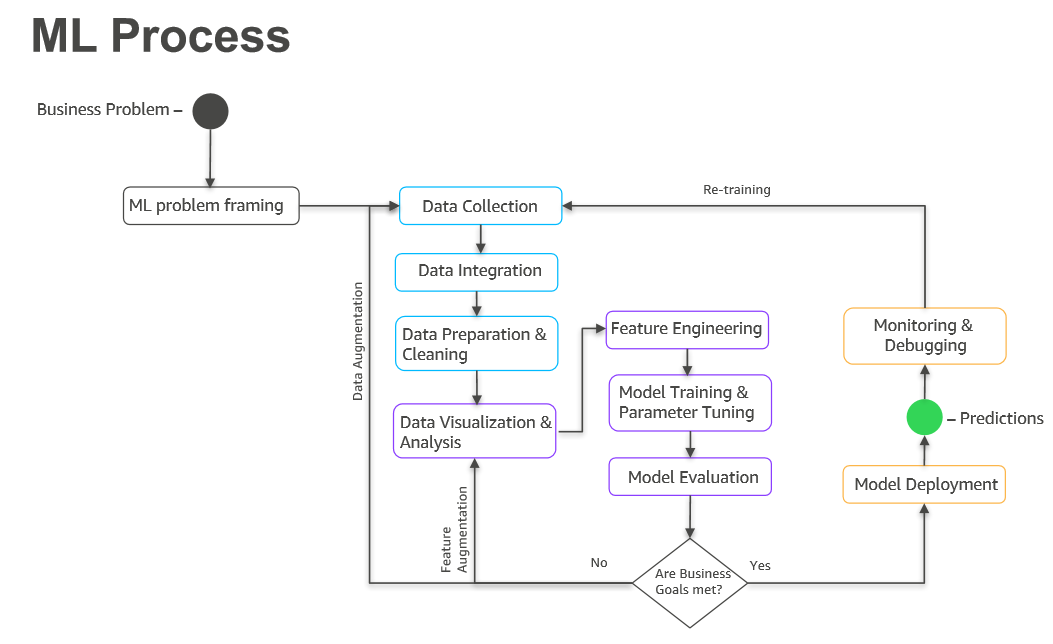 ML Process
Business Problem –
ML problem framing
Data Collection
Re-training
Data Integration
Data Augmentation
Data Preparation &
Cleaning
Data Visualization &
Analysis
Feature Engineering
Model Training &
Parameter Tuning
Model Evaluation
Monitoring &
Debugging
– Predictions
Model Deployment
Feature
Augmentation
No
Are Business
Goals met?
Yes